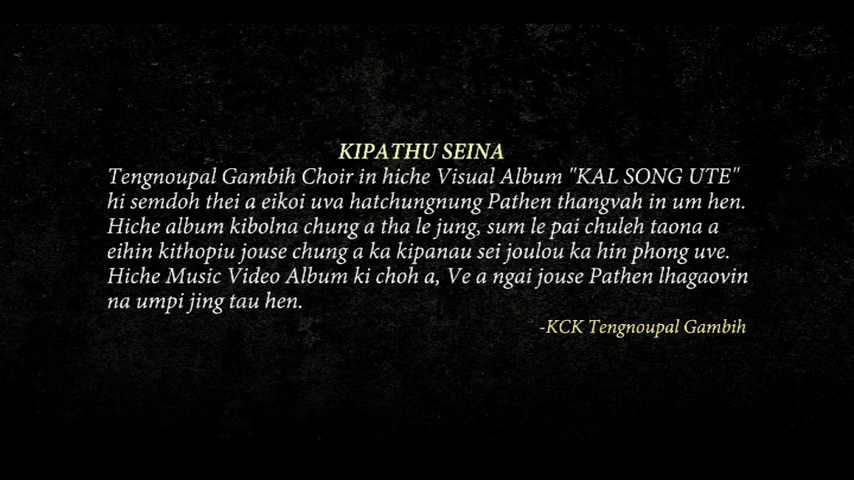 KIPATHU SEINA
Tengnoupal Gambih Choir in hiche Visual Album "KAL SONG UTE"
hi semdoh thei a eikoi uva hatchungnung Pathen thangvah in um hen.
Hiche album kibolna chung a tha le jung, sum le pai chuleh taona a
eihin kithopiu jouse chung a ka kipanau sei joulou ka hin phong uve.
Hiche Music Video Album ki choh a, Ve a ngai jouse Pathen lhagaovin
na umpi jing tau hen.
-KCK Tengnoupal Gambih